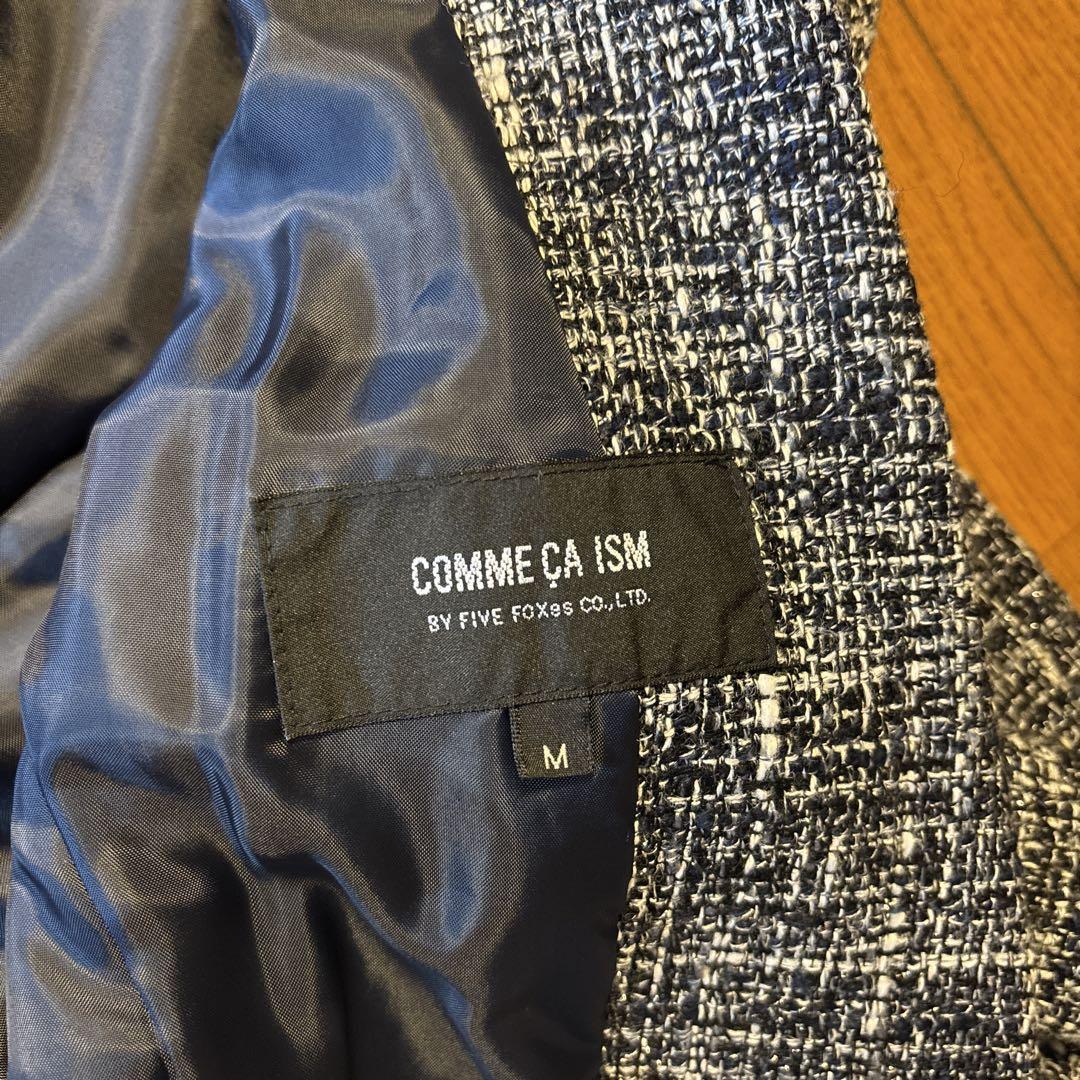 COMME ÇA ISM
BY FIVE FOXes CO., LTD.
M